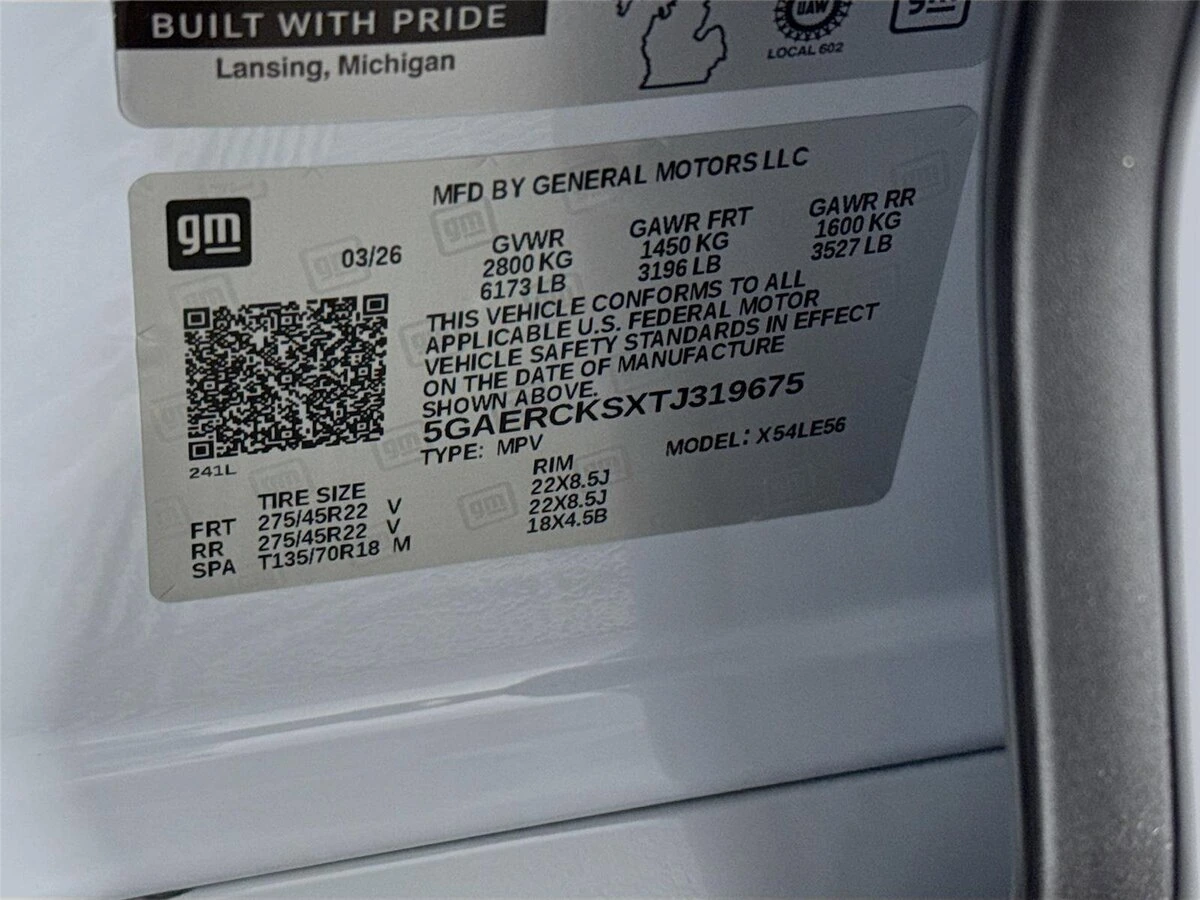 BUILT WITH PRIDE
Lansing, Michigan
UAW
LOCAL 602
gm
gm
MFD BY GENERAL MOTORS LLC
03/26
GVWR
2800 KG
6173 LB
GAWR FRT
1450 KG
3196 LB
GAWR RR
1600 KG
3527 LB
THIS VEHICLE CONFORMS TO ALL
APPLICABLE U.S. FEDERAL MOTOR
VEHICLE SAFETY STANDARDS IN EFFECT
ON THE DATE OF MANUFACTURE
SHOWN ABOVE.
5GAERCKSXTJ319675
TYPE: MPV MODEL: X54LE56
241L
TIRE SIZE RIM
FRT 275/45R22 V 22X8.5J
RR 275/45R22 V 22X8.5J
SPA T135/70R18 M 18X4.5B